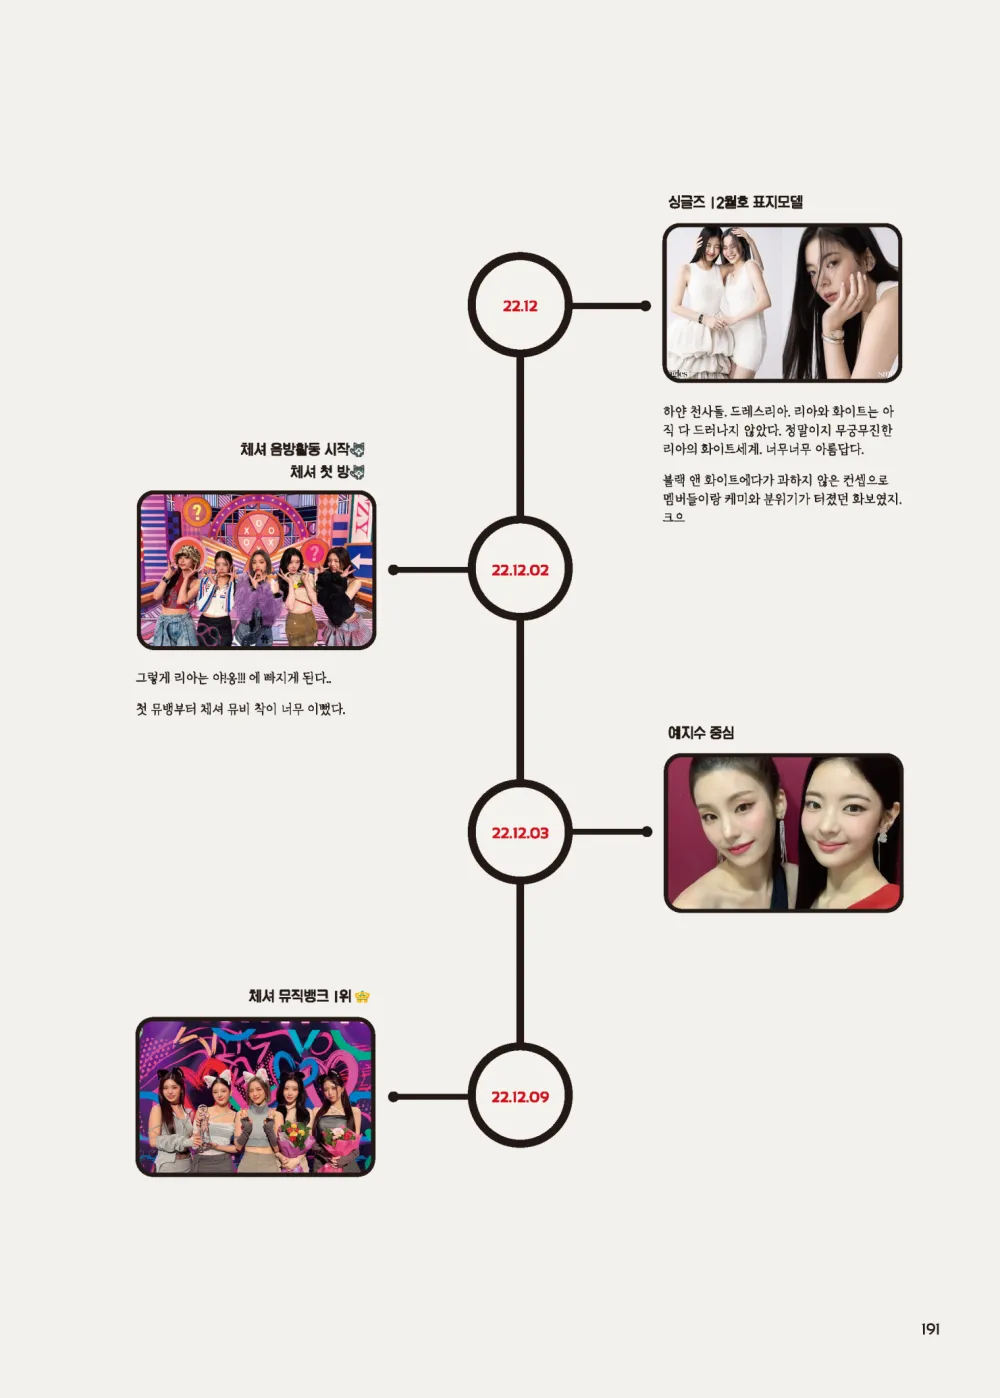 싱글즈 12월호 표지모델
22.12
하얀 천사둘. 드레스리아. 리아와 화이트는 아
직 다 드러나지 않았다. 정말이지 무궁무진한
리아의 화이트세계. 너무너무 아름답다.
블랙 앤 화이트에다가 과하지 않은 컨셉으로
멤버들이랑 케미와 분위기가 터졌던 화보였지.
크으
체셔 음방활동 시작
체셔 첫 방
22.12.02
그렇게 리아는 야!옹!!! 에 빠지게 된다..
첫 뮤뱅부터 체셔 뮤비 착이 너무 이뻤다.
예지수 중심
22.12.03
체셔 뮤직뱅크 1위
22.12.09
191